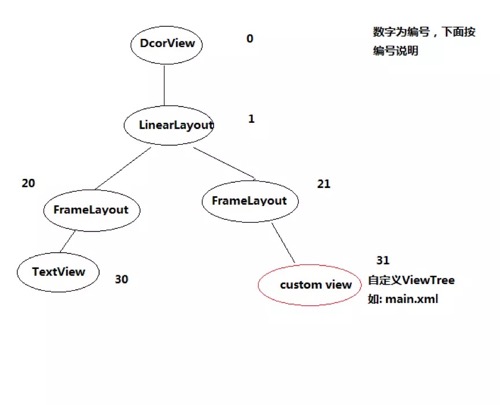 DcorView
0
数字为编号，下面按
编号说明
LinearLayout
1
20
FrameLayout
21
FrameLayout
TextView
30
31
custom view
自定义ViewTree
如: main.xml